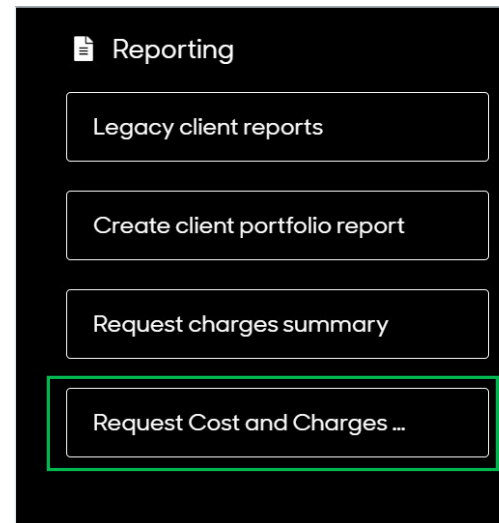 Reporting
Legacy client reports
Create client portfolio report
Request charges summary
Request Cost and Charges ...